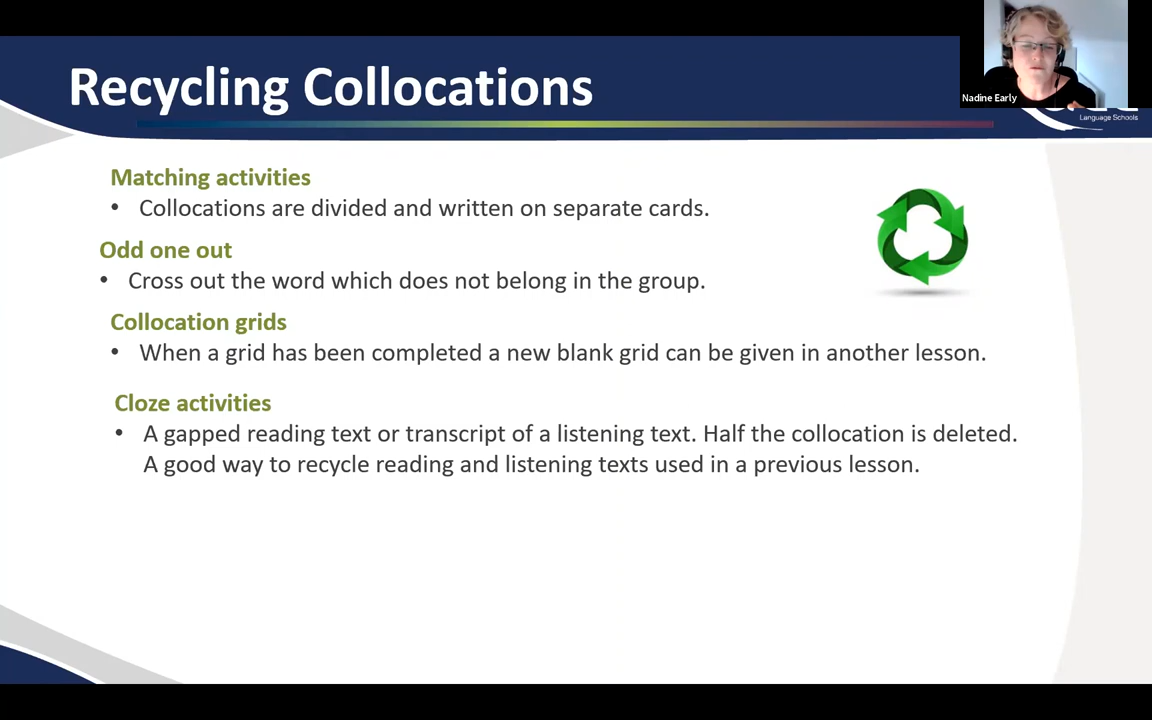 Recycling Collocations
Nadine Early
Language Schools
Matching activities
• Collocations are divided and written on separate cards.
Odd one out
• Cross out the word which does not belong in the group.
Collocation grids
• When a grid has been completed a new blank grid can be given in another lesson.
Cloze activities
• A gapped reading text or transcript of a listening text. Half the collocation is deleted.
A good way to recycle reading and listening texts used in a previous lesson.